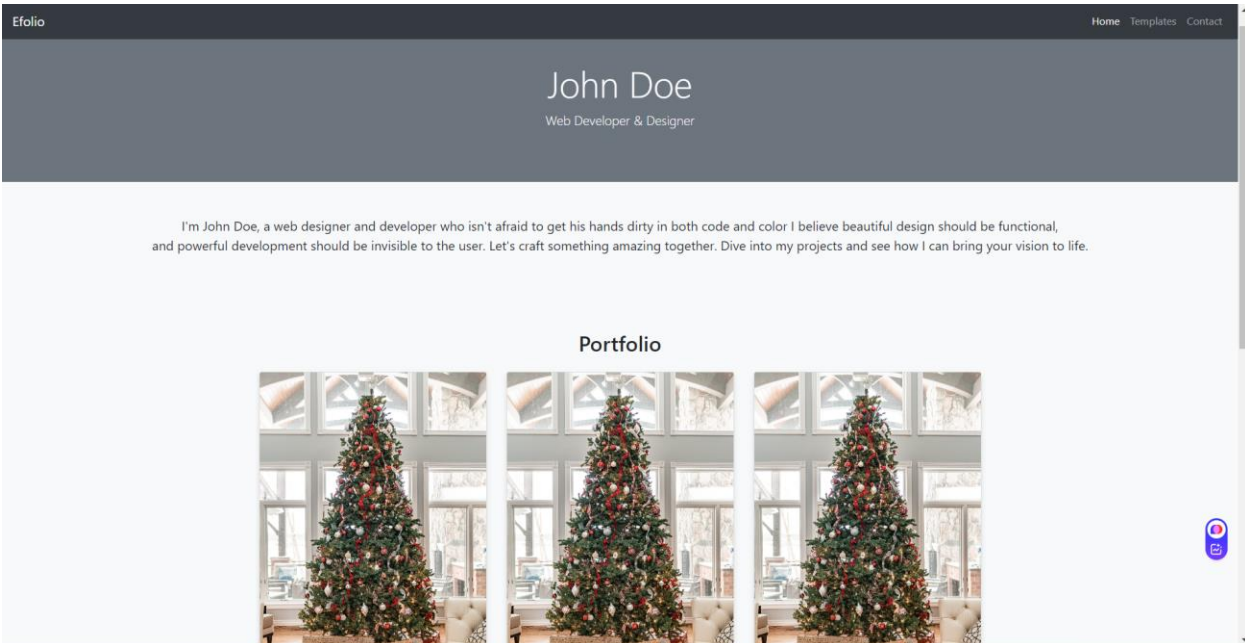 Efolio
Home Templates Contact
John Doe
Web Developer & Designer
I'm John Doe, a web designer and developer who isn't afraid to get his hands dirty in both code and color I believe beautiful design should be functional,
and powerful development should be invisible to the user. Let's craft something amazing together. Dive into my projects and see how I can bring your vision to life.
Portfolio